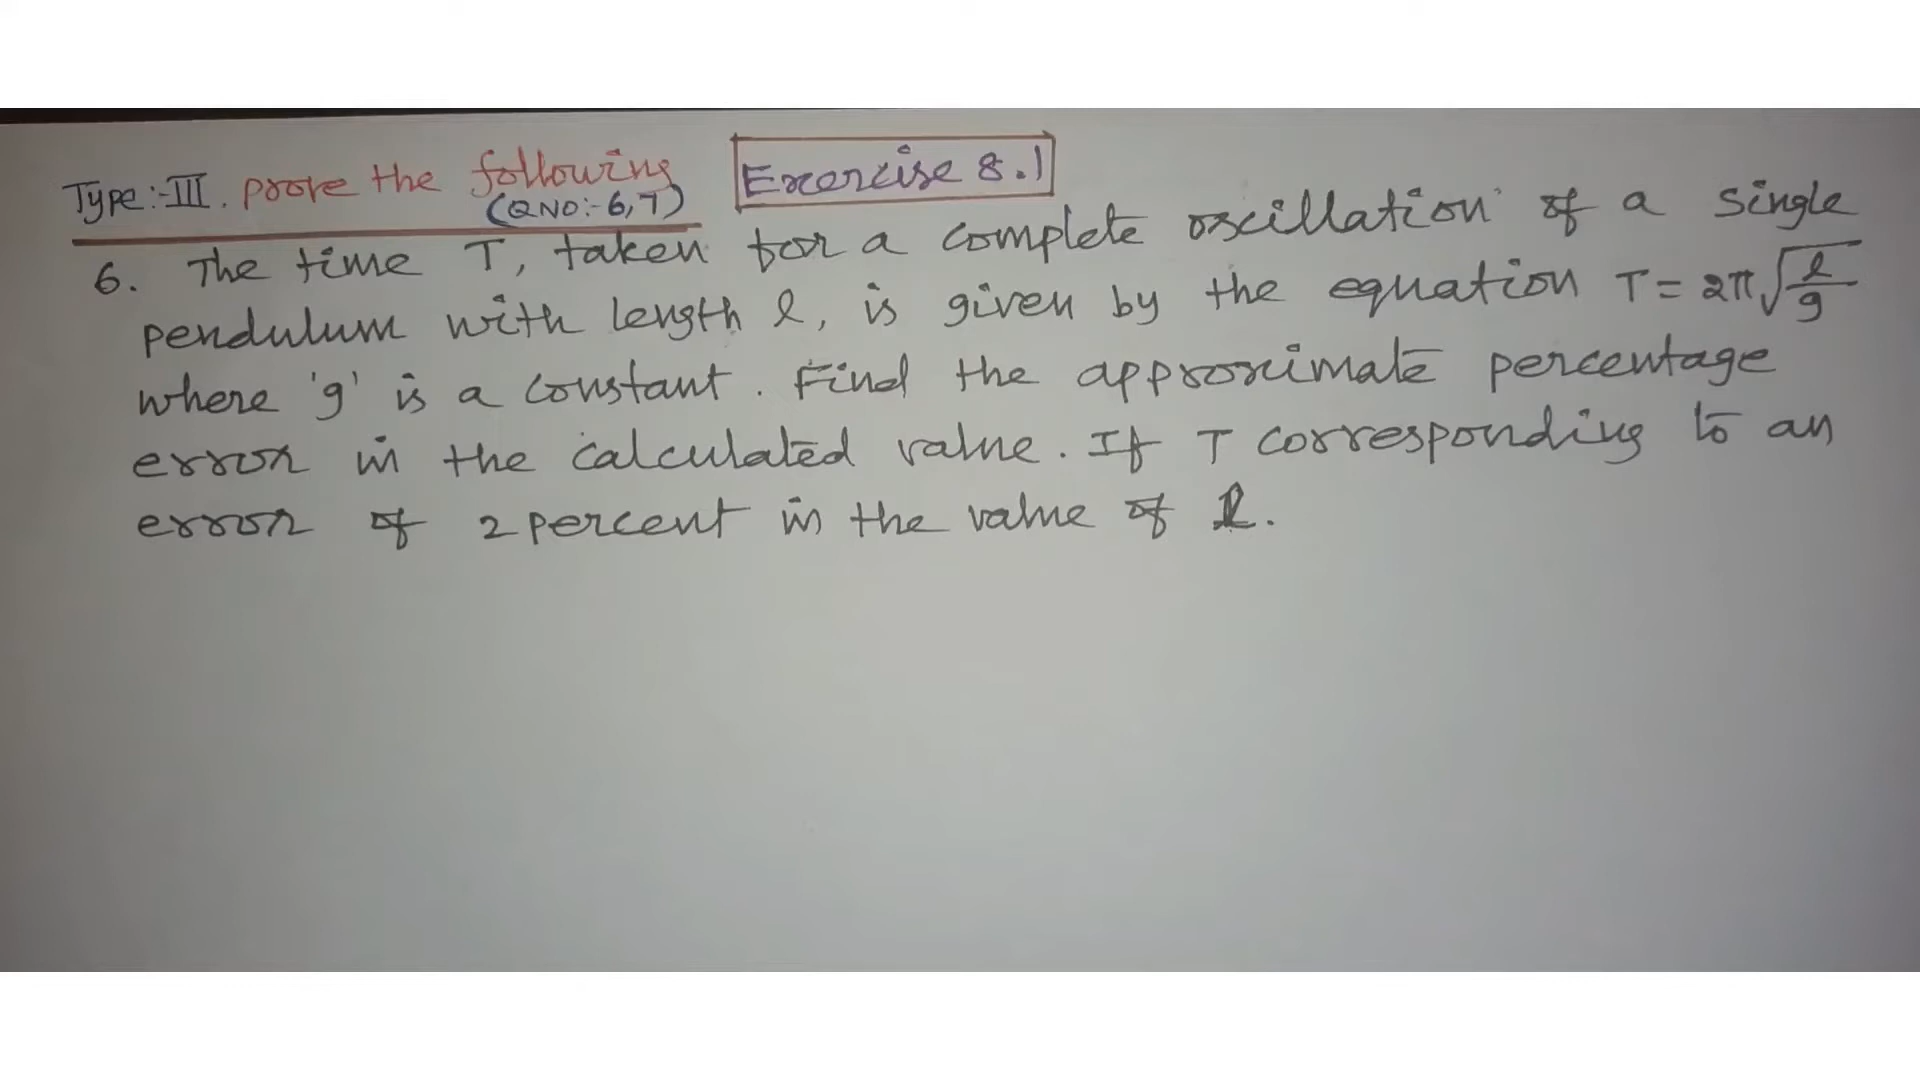 Type:-III. prove the following
(QNO:-6,7)
Exercise 8.1
6. The time T, taken for a complete oscillation of a single
pendulum with length l, is given by the equation T = 2π√(l/g)
where 'g' is a constant. Find the approximate percentage
error in the calculated value. If T corresponding to an
error of 2 percent in the value of l.